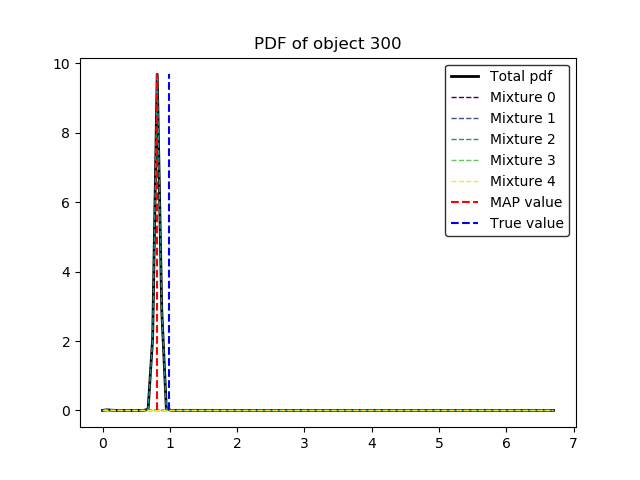 PDF of object 300
10
8
6
4
2
0
0 1 2 3 4 5 6 7
Total pdf
Mixture 0
Mixture 1
Mixture 2
Mixture 3
Mixture 4
MAP value
True value